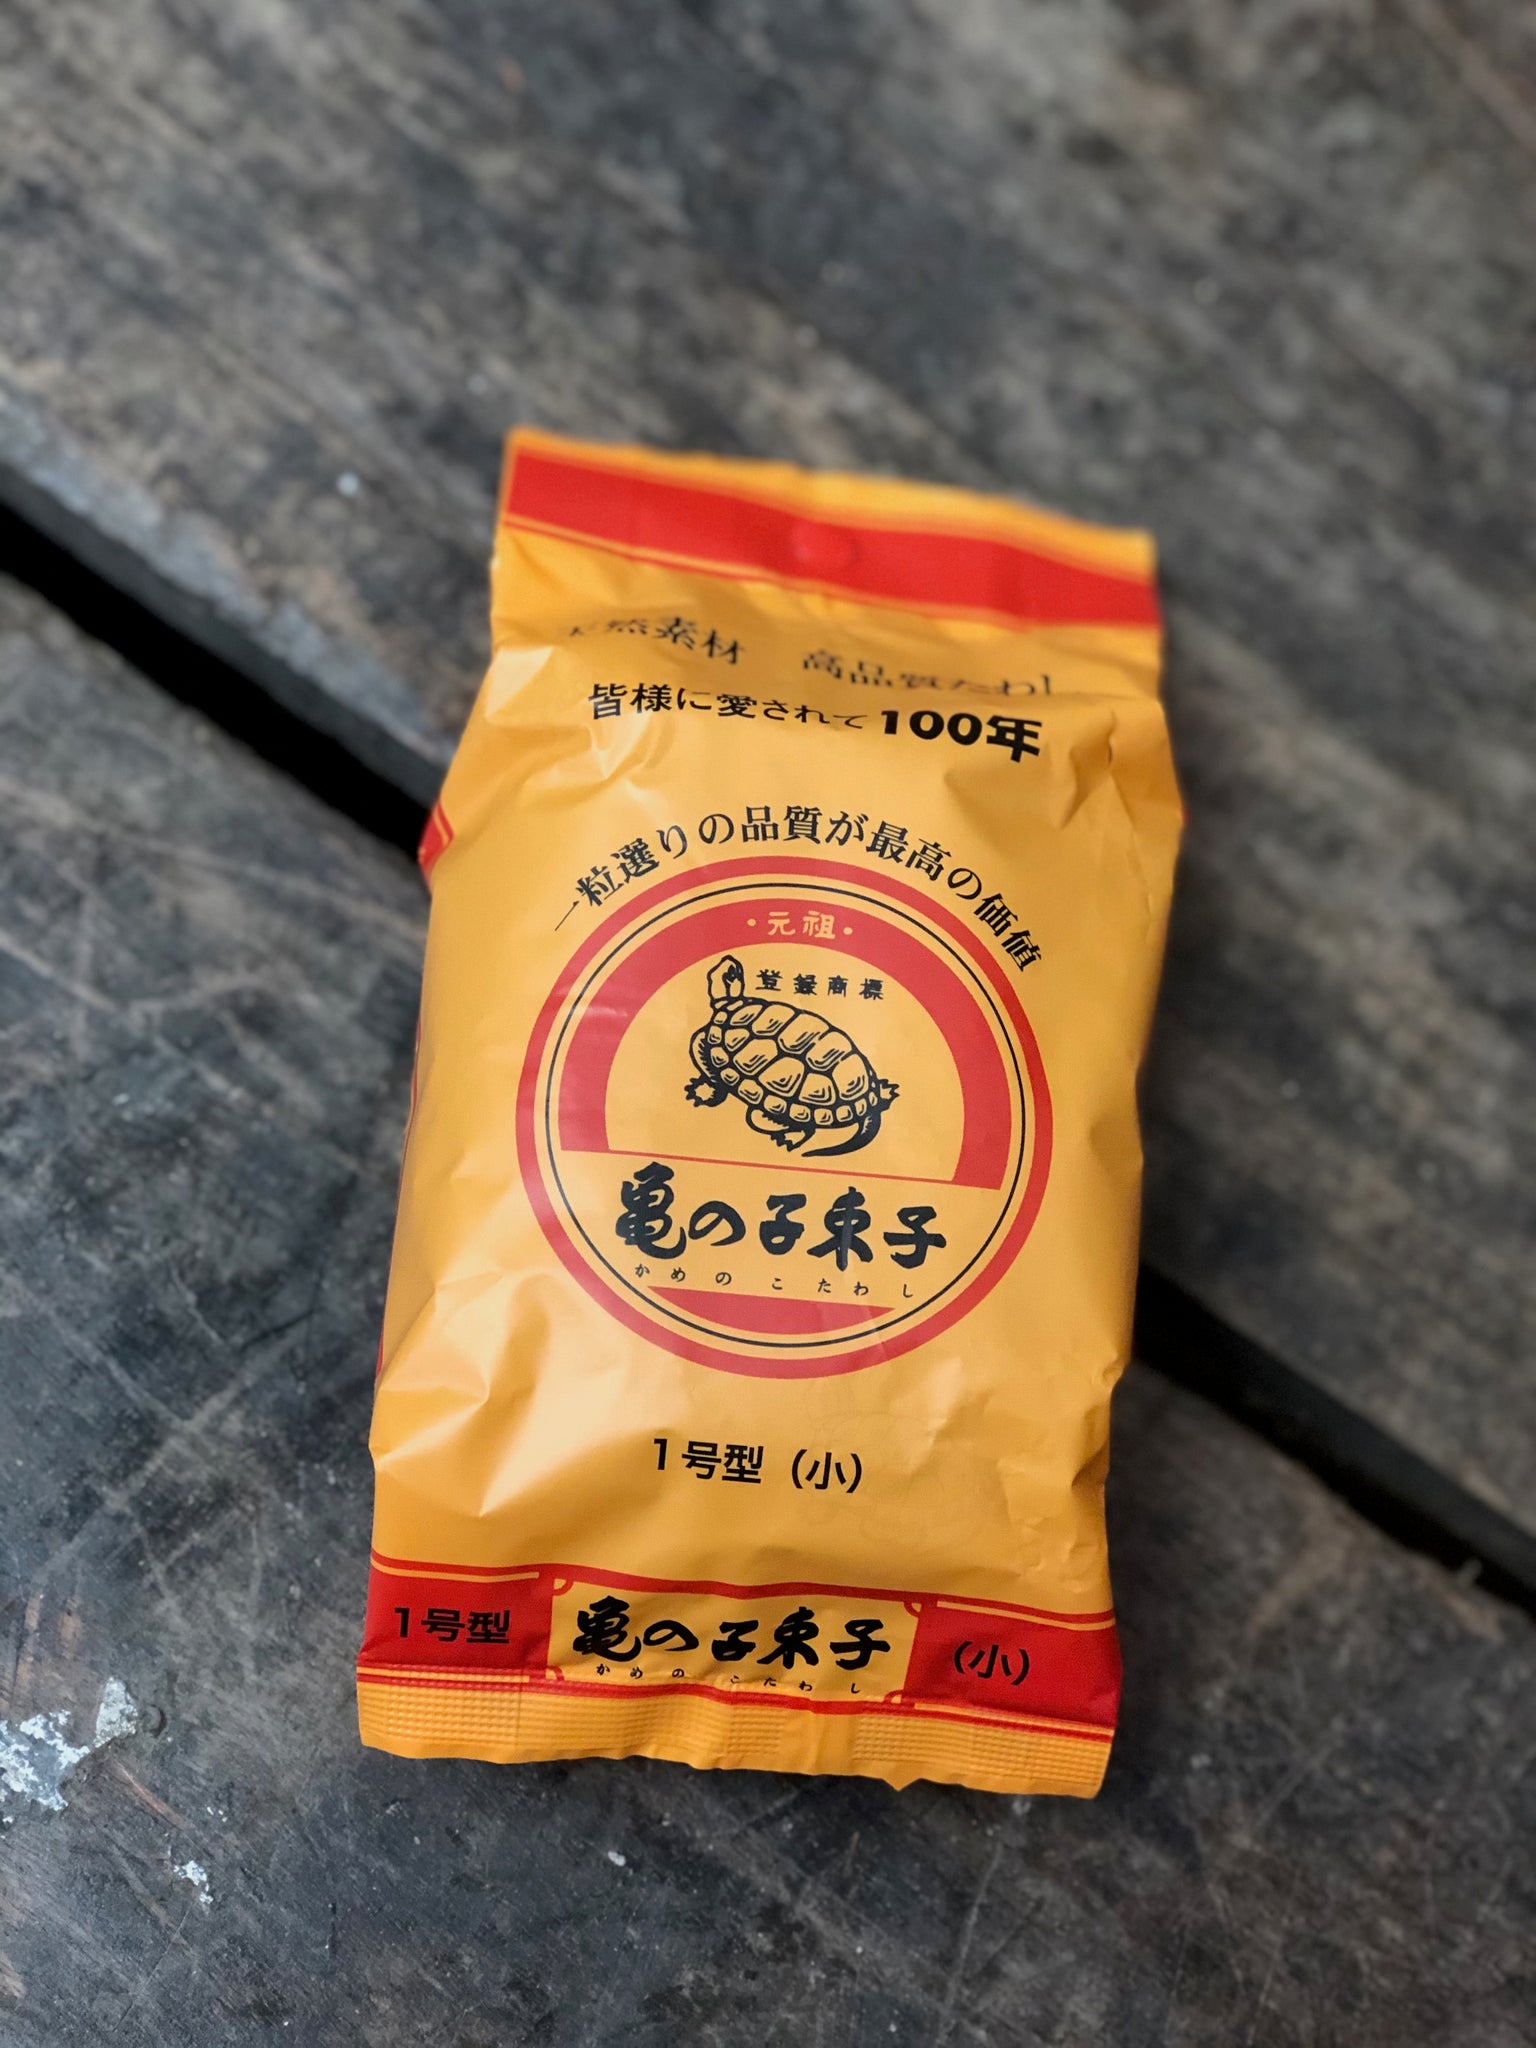 天然素材 高品質たわし
皆様に愛されて100年
一粒選りの品質が最高の価値
・元祖・
登録商標
亀の子束子
かめのこたわし
1号型（小）
1号型
亀の子束子
かめのこたわし
（小）